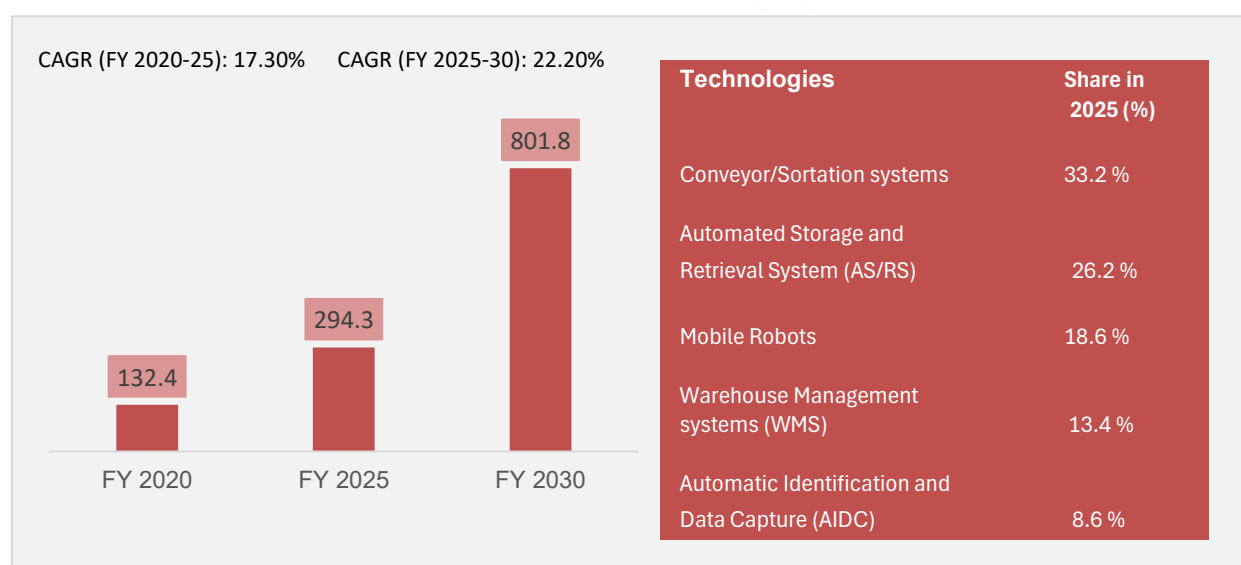 CAGR (FY 2020-25): 17.30% CAGR (FY 2025-30): 22.20%
801.8
294.3
132.4
FY 2020 FY 2025 FY 2030
Technologies Share in
2025 (%)
Conveyor/Sortation systems 33.2 %
Automated Storage and
Retrieval System (AS/RS) 26.2 %
Mobile Robots 18.6 %
Warehouse Management
systems (WMS) 13.4 %
Automatic Identification and
Data Capture (AIDC) 8.6 %